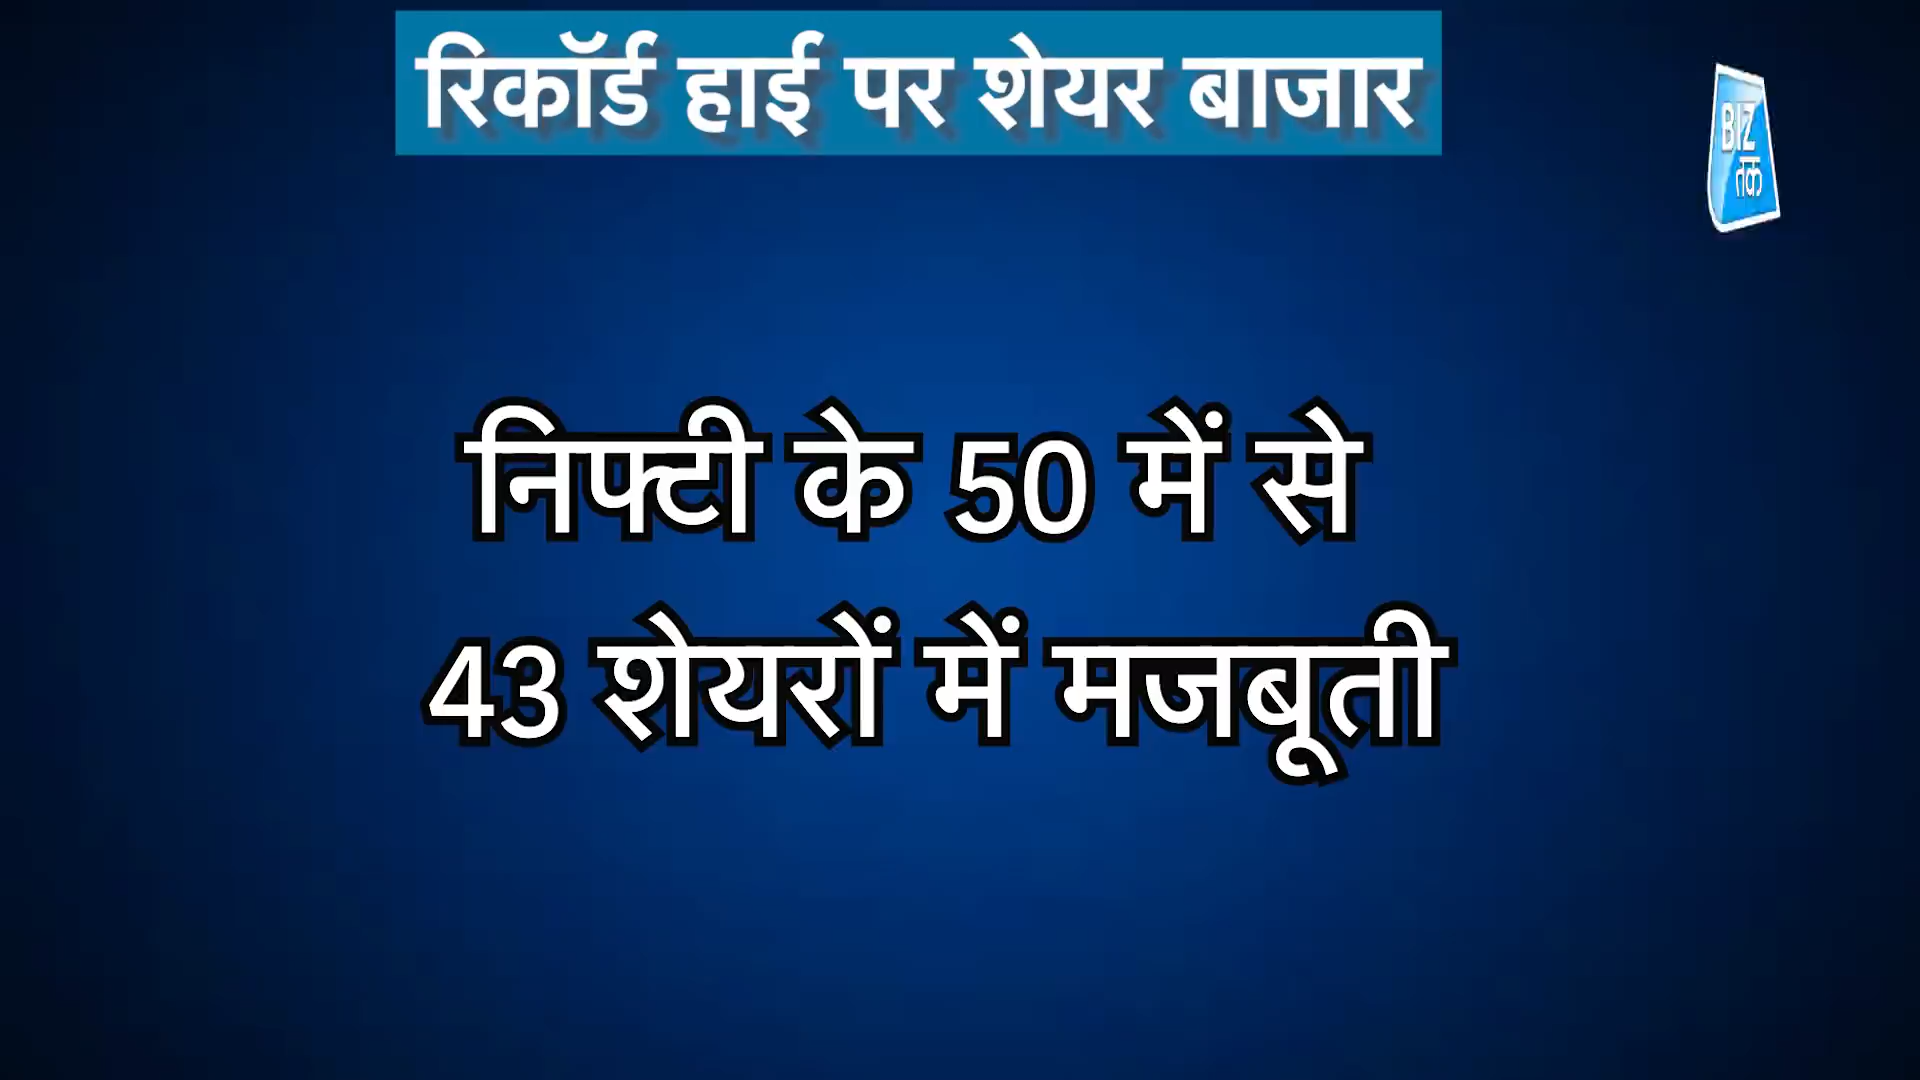 रिकॉर्ड हाई पर शेयर बाजार
BIZ
तक
निफ्टी के 50 में से
43 शेयरों में मजबूती